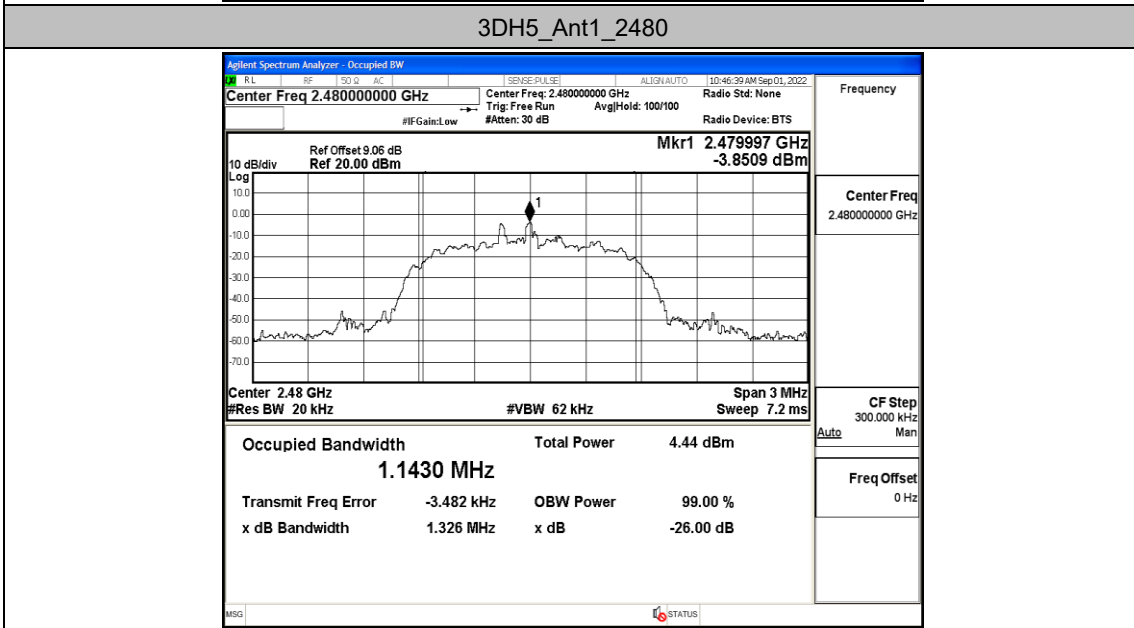 3DH5_Ant1_2480
Agilent Spectrum Analyzer - Occupied BW
RL RF 50 Ω AC SENSE:PULSE ALIGNAUTO 10:46:39 AM Sep 01, 2022
Center Freq 2.480000000 GHz
Center Freq: 2.480000000 GHz Radio Std: None
Trig: Free Run Avg|Hold: 100/100
#IFGain:Low #Atten: 30 dB Radio Device: BTS
Mkr1 2.479997 GHz
-3.8509 dBm
Ref Offset 9.06 dB
10 dB/div Ref 20.00 dBm
Log
10.0
0.00
-10.0
-20.0
-30.0
-40.0
-50.0
-60.0
-70.0
1
Center 2.48 GHz Span 3 MHz
#Res BW 20 kHz #VBW 62 kHz Sweep 7.2 ms
Occupied Bandwidth Total Power 4.44 dBm
1.1430 MHz
Transmit Freq Error -3.482 kHz OBW Power 99.00 %
x dB Bandwidth 1.326 MHz x dB -26.00 dB
MSG STATUS
Frequency
Center Freq
2.480000000 GHz
CF Step
300.000 kHz
Auto Man
Freq Offset
0 Hz